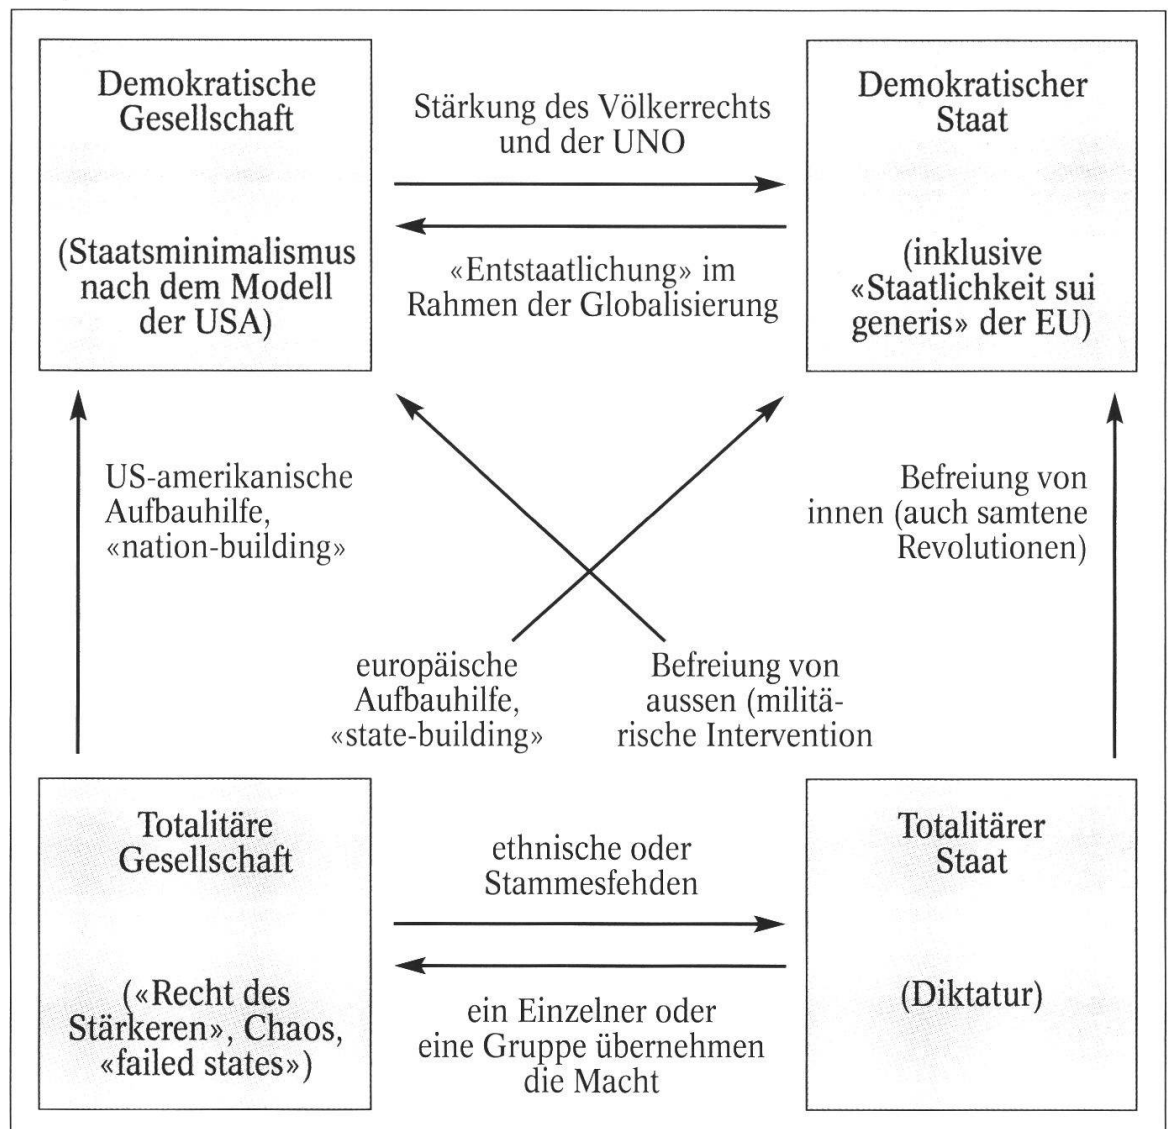 Demokratische
Gesellschaft
(Staatsminimalismus
nach dem Modell
der USA)
Stärkung des Völkerrechts
und der UNO
«Entstaatlichung» im
Rahmen der Globalisierung
Demokratischer
Staat
(inklusive
«Staatlichkeit sui
generis» der EU)
US-amerikanische
Aufbauhilfe,
«nation-building»
Befreiung von
innen (auch samtene
Revolutionen)
europäische
Aufbauhilfe,
«state-building»
Befreiung von
aussen (militä-
rische Intervention
Totalitäre
Gesellschaft
(«Recht des
Stärkeren», Chaos,
«failed states»)
ethnische oder
Stammesfehden
ein Einzelner oder
eine Gruppe übernehmen
die Macht
Totalitärer
Staat
(Diktatur)